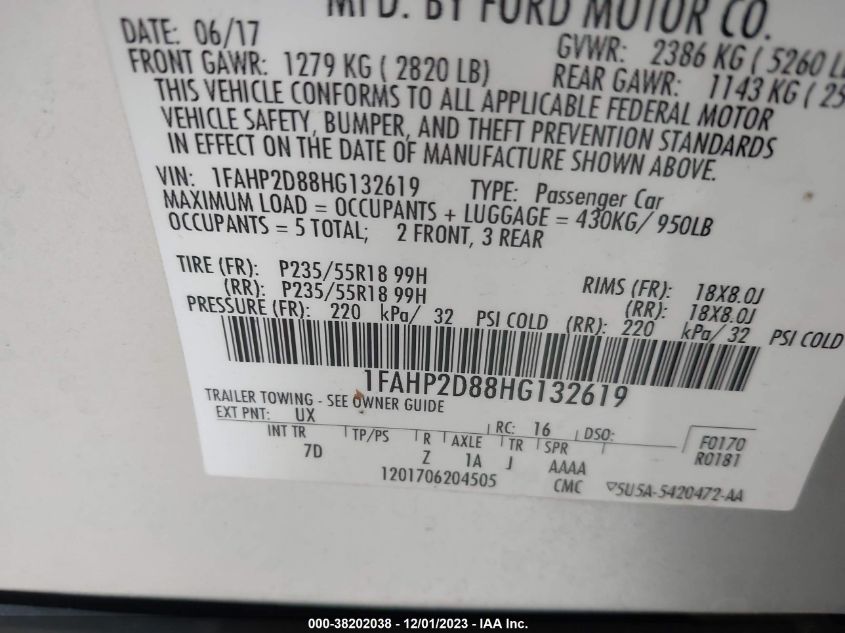 MFD. BY FORD MOTOR CO.
DATE: 06/17
GVWR: 2386 KG ( 5260 L
FRONT GAWR: 1279 KG ( 2820 LB)
REAR GAWR: 1143 KG ( 25
THIS VEHICLE CONFORMS TO ALL APPLICABLE FEDERAL MOTOR
VEHICLE SAFETY, BUMPER, AND THEFT PREVENTION STANDARDS
IN EFFECT ON THE DATE OF MANUFACTURE SHOWN ABOVE.
VIN: 1FAHP2D88HG132619 TYPE: Passenger Car
MAXIMUM LOAD = OCCUPANTS + LUGGAGE = 430KG/ 950LB
OCCUPANTS = 5 TOTAL; 2 FRONT, 3 REAR
TIRE (FR): P235/55R18 99H RIMS (FR): 18X8.0J
(RR): P235/55R18 99H (RR): 18X8.0J
PRESSURE (FR): 220 kPa/ 32 PSI COLD (RR): 220 kPa/ 32 PSI COLD
1FAHP2D88HG132619
TRAILER TOWING - SEE OWNER GUIDE
EXT PNT: UX RC: 16 DSO: F0170
R0181
INT TR TP/PS R AXLE TR SPR
7D Z 1A J AAAA
1201706204505 CMC 5U5A-5420472-AA
000-38202038 - 12/01/2023 - IAA Inc.